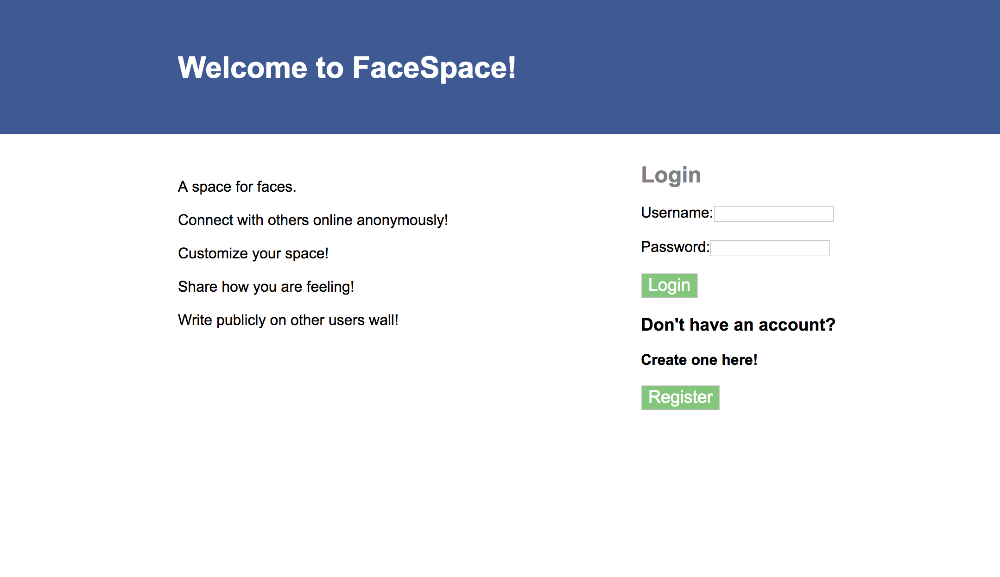 Welcome to FaceSpace!
A space for faces.
Connect with others online anonymously!
Customize your space!
Share how you are feeling!
Write publicly on other users wall!
Login
Username:
Password:
Login
Don't have an account?
Create one here!
Register